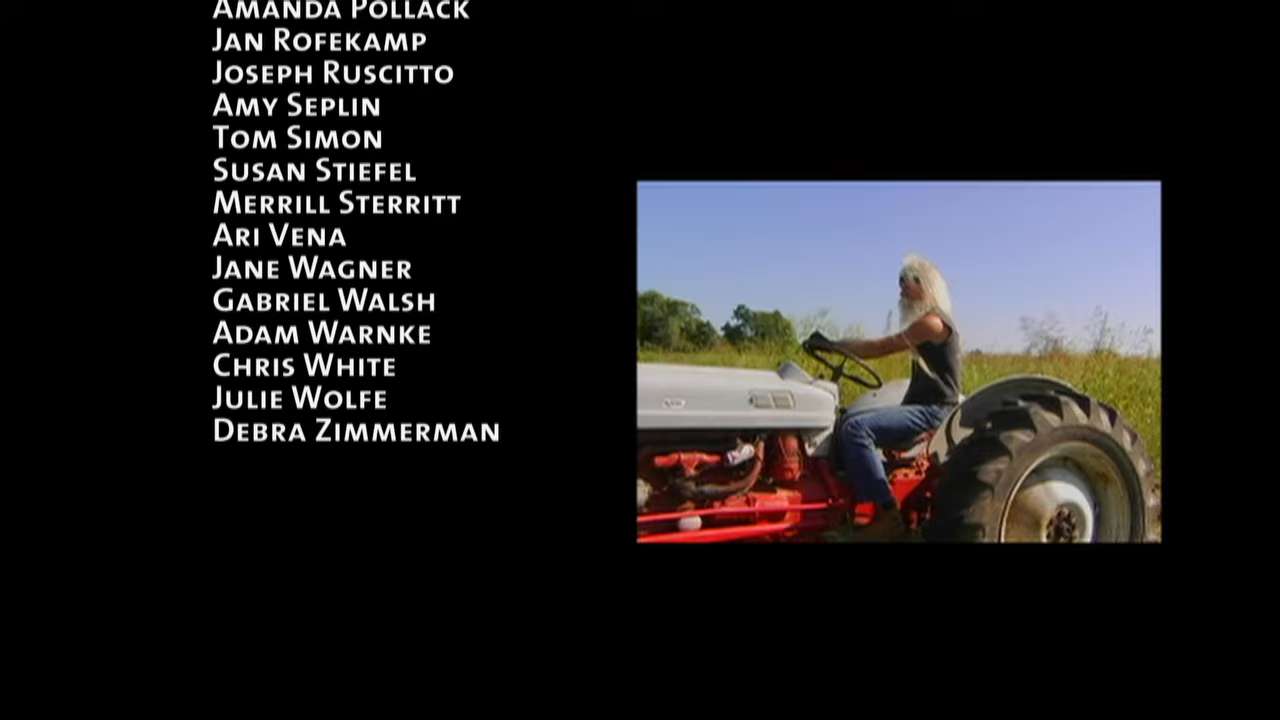 AMANDA POLLACK
JAN ROFEKAMP
JOSEPH RUSCITTO
AMY SEPLIN
TOM SIMON
SUSAN STIEFEL
MERRILL STERRITT
ARI VENA
JANE WAGNER
GABRIEL WALSH
ADAM WARNKE
CHRIS WHITE
JULIE WOLFE
DEBRA ZIMMERMAN